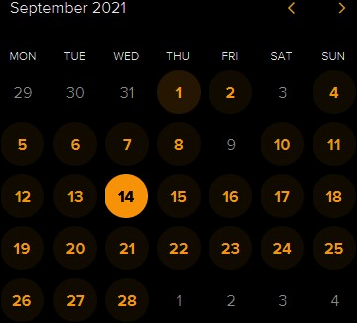 September 2021
MON TUE WED THU FRI SAT SUN
29 30 31 1 2 3 4
5 6 7 8 9 10 11
12 13 14 15 16 17 18
19 20 21 22 23 24 25
26 27 28 1 2 3 4